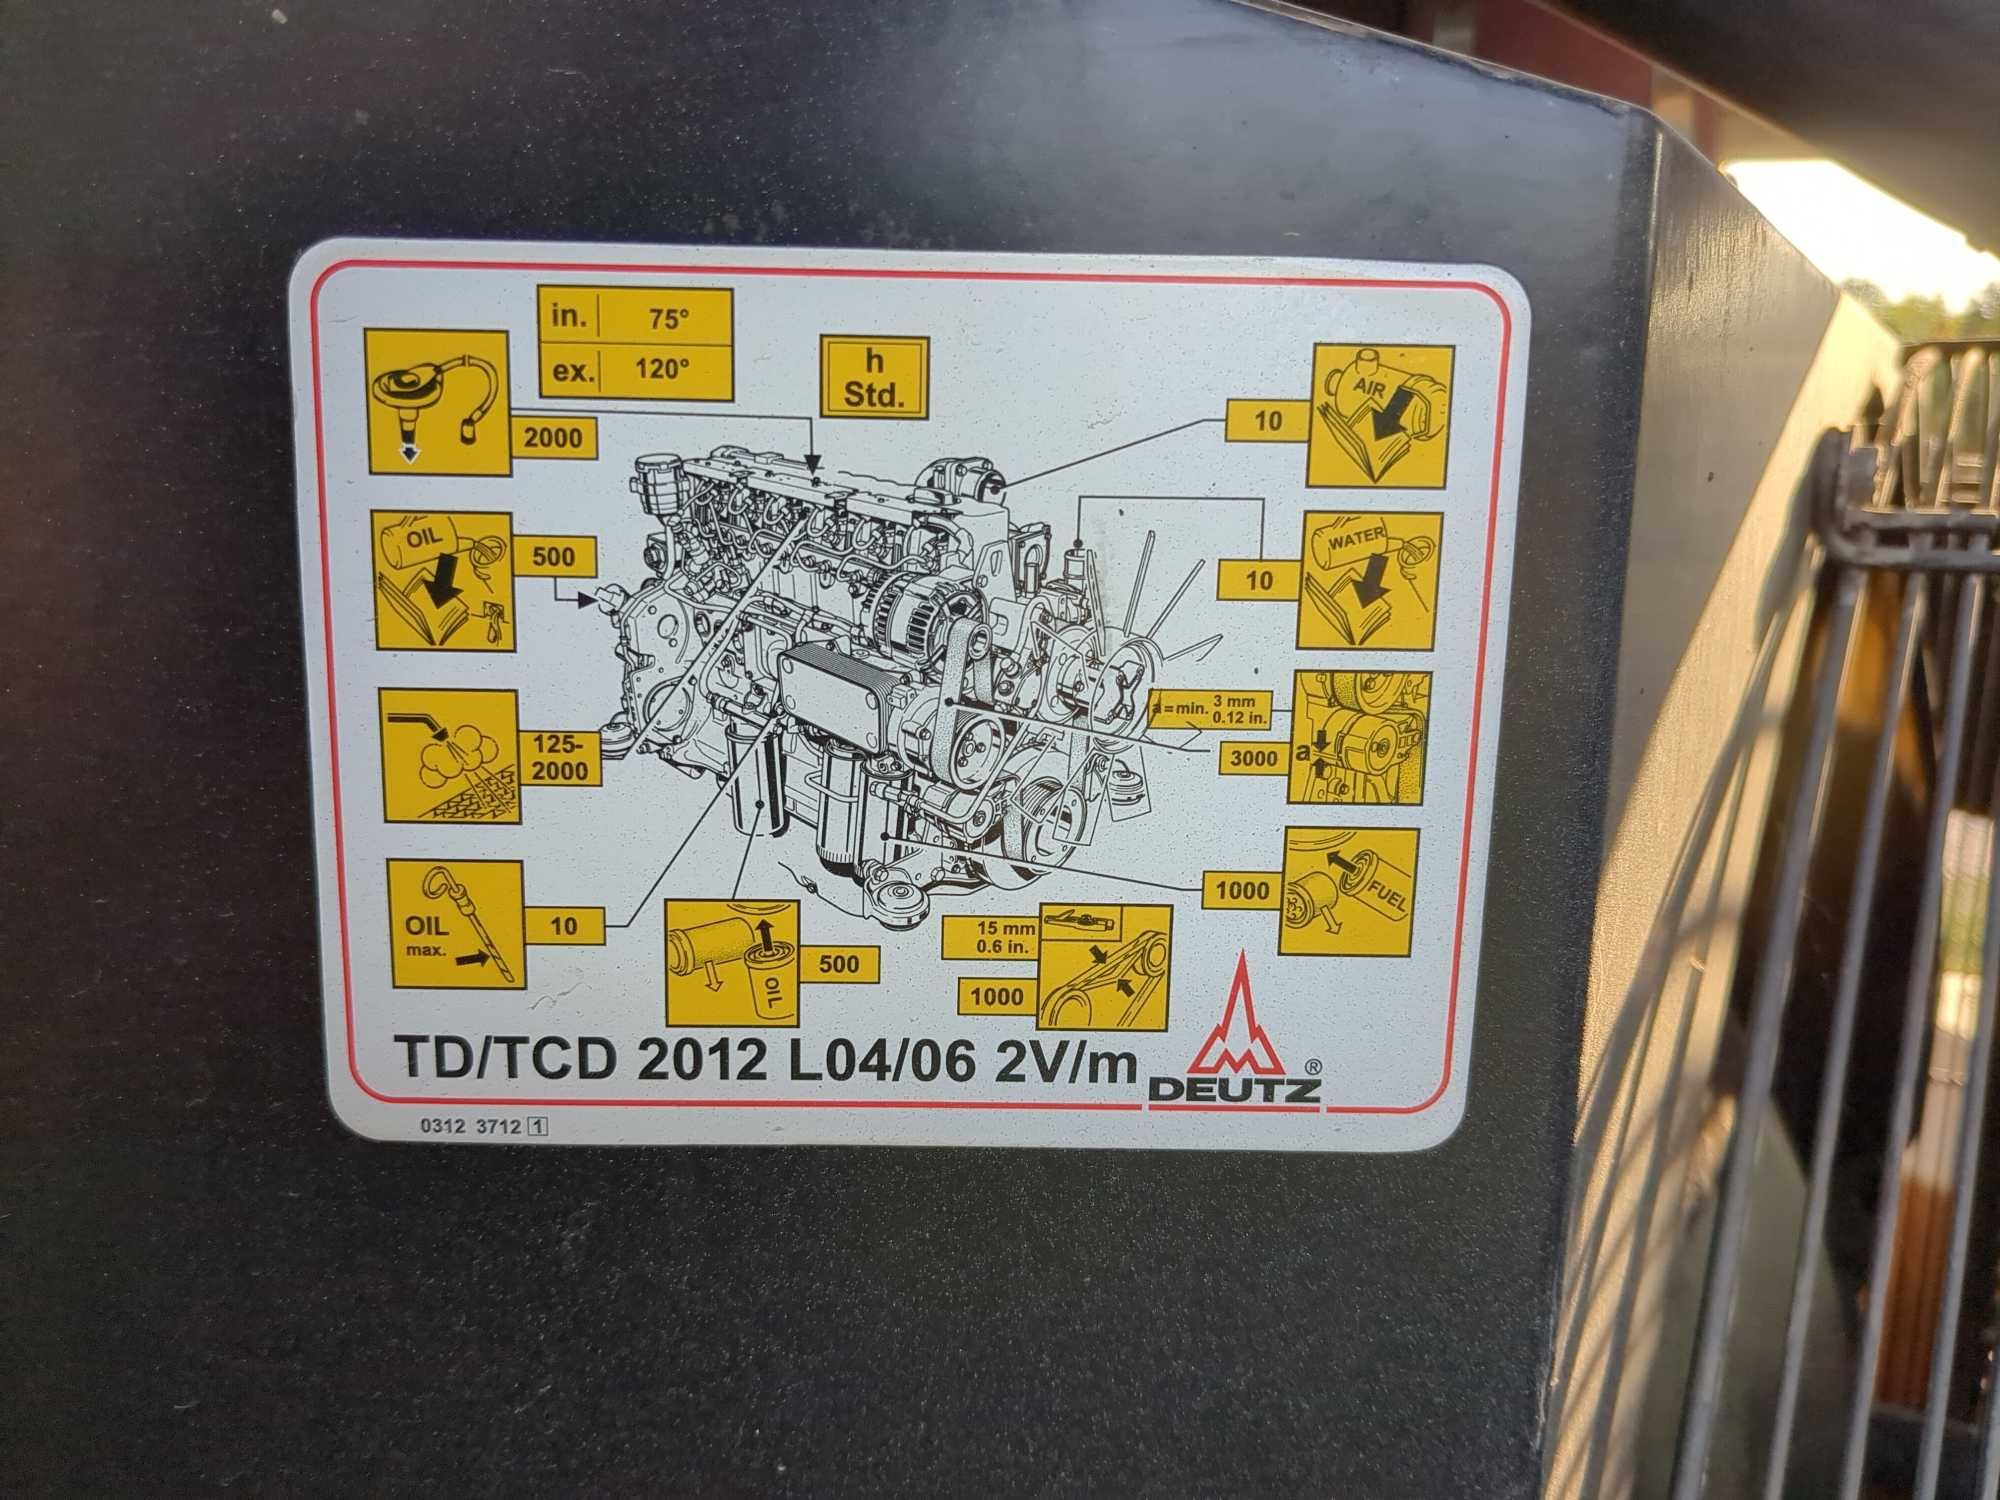 in. 75°
ex. 120°
h
Std.
2000
AIR
10
OIL
500
WATER
10
a=min. 3 mm
0.12 in.
3000
a
125-
2000
OIL
max.
10
OIL
500
15 mm
0.6 in.
1000
1000
FUEL
TD/TCD 2012 L04/06 2V/m
DEUTZ ®
0312 3712 1